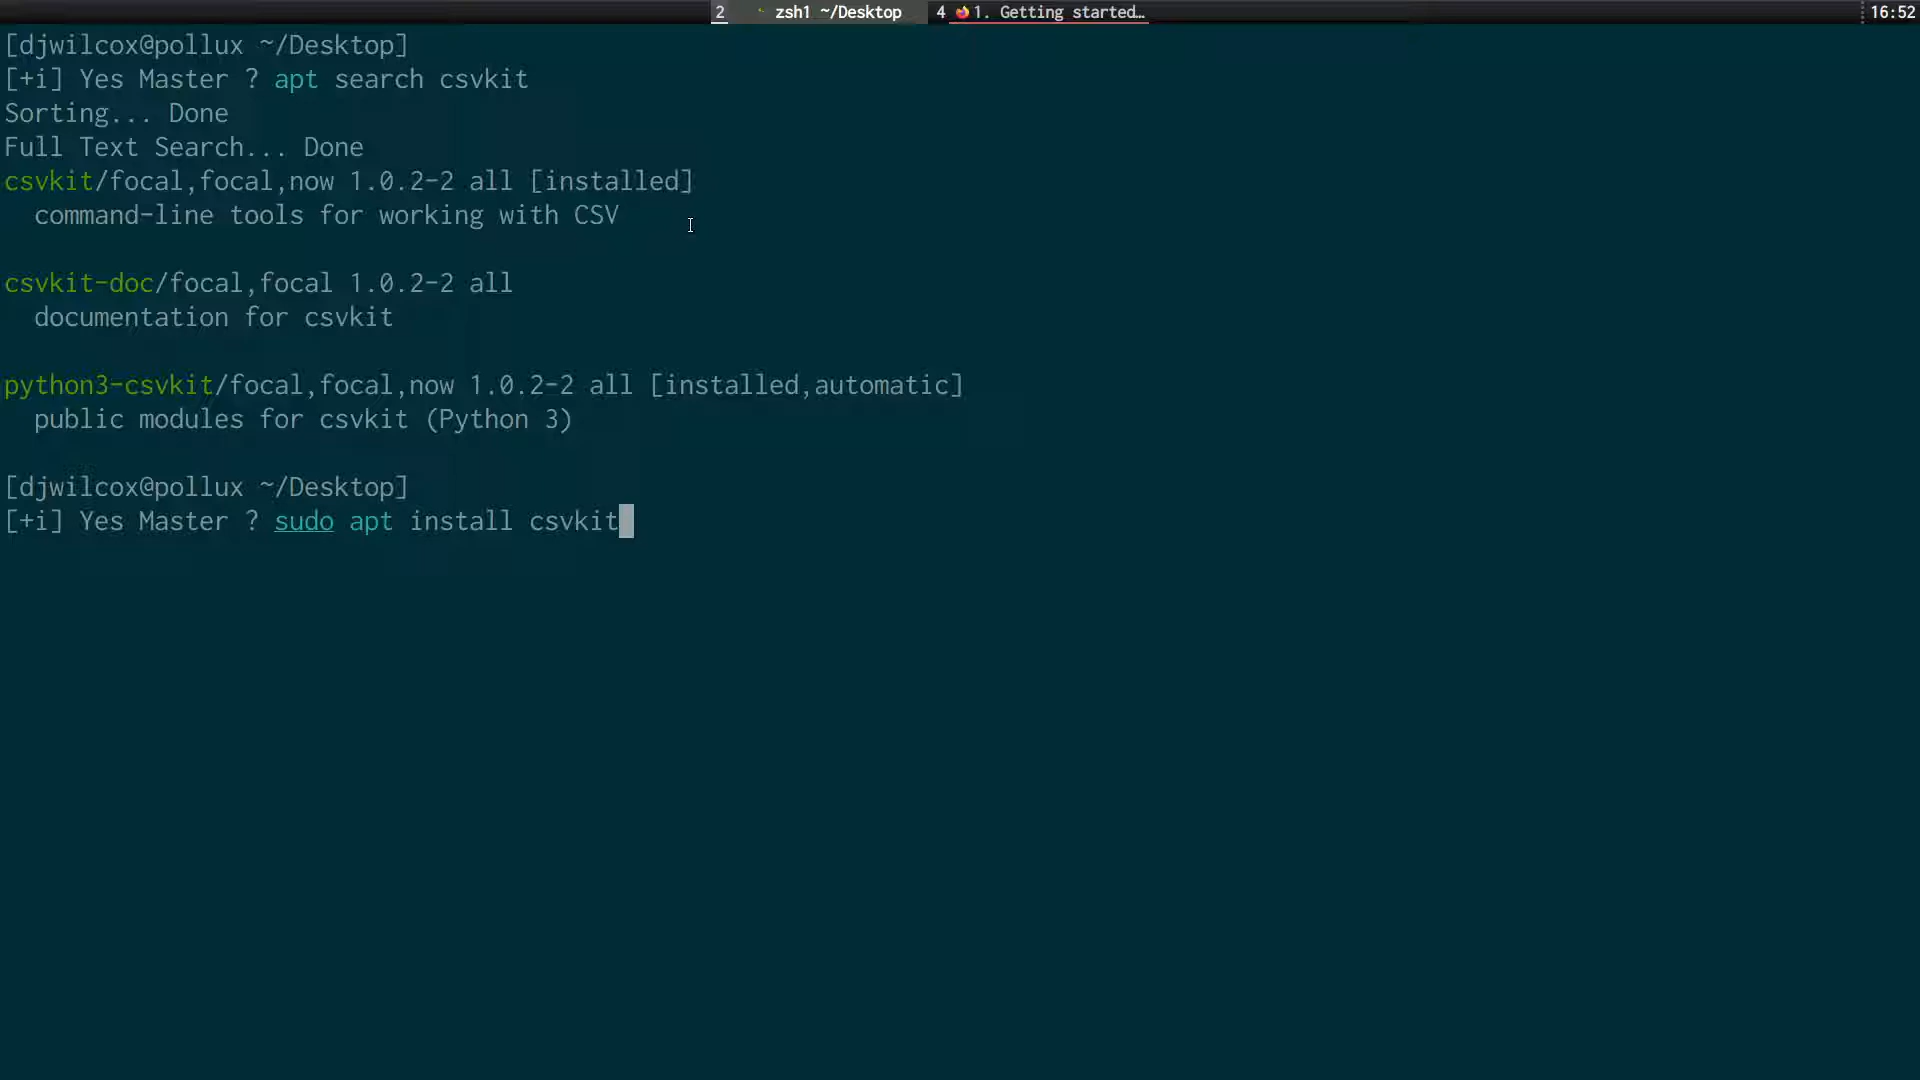 2 zsh1 ~/Desktop 4 1. Getting started… 16:52
[djwilcox@pollux ~/Desktop]
[+i] Yes Master ? apt search csvkit
Sorting... Done
Full Text Search... Done
csvkit/focal,focal,now 1.0.2-2 all [installed]
  command-line tools for working with CSV
csvkit-doc/focal,focal 1.0.2-2 all
  documentation for csvkit
python3-csvkit/focal,focal,now 1.0.2-2 all [installed,automatic]
  public modules for csvkit (Python 3)
[djwilcox@pollux ~/Desktop]
[+i] Yes Master ? sudo apt install csvkit